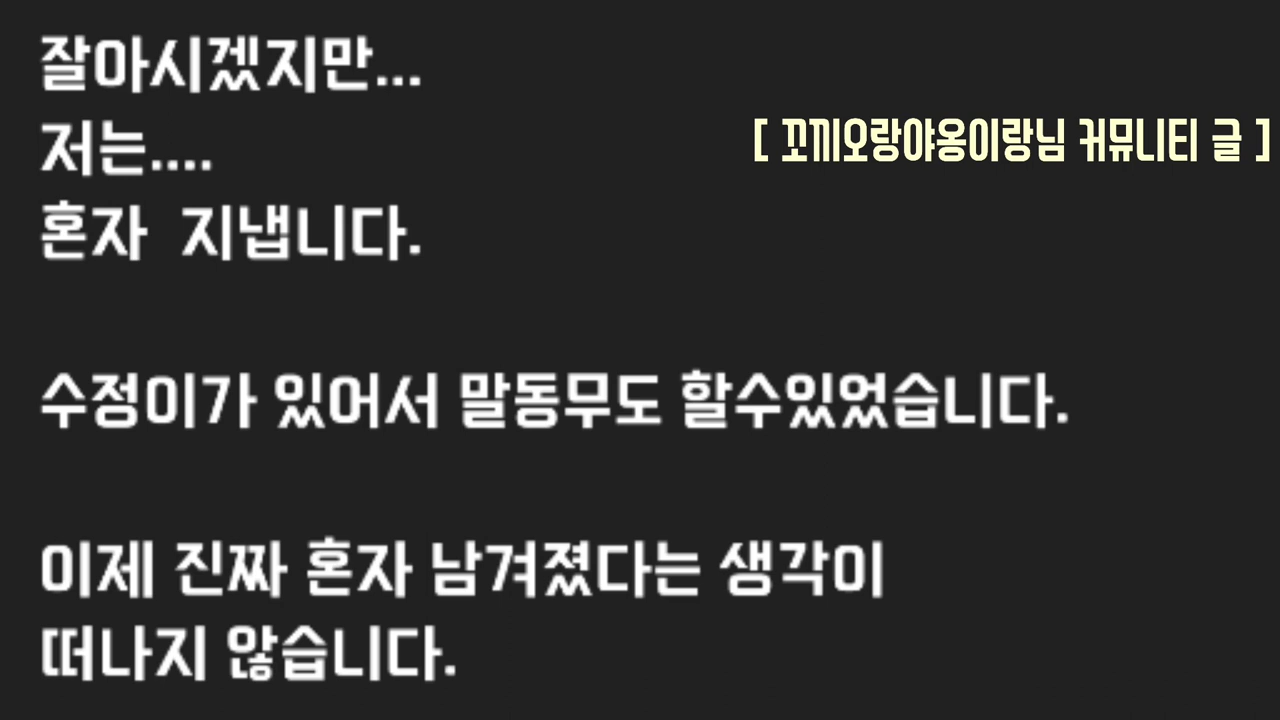 잘아시겠지만...
저는....
[ 꼬끼오랑야옹이랑님 커뮤니티 글 ]
혼자 지냅니다.
수정이가 있어서 말동무도 할수있었습니다.
이제 진짜 혼자 남겨졌다는 생각이
떠나지 않습니다.